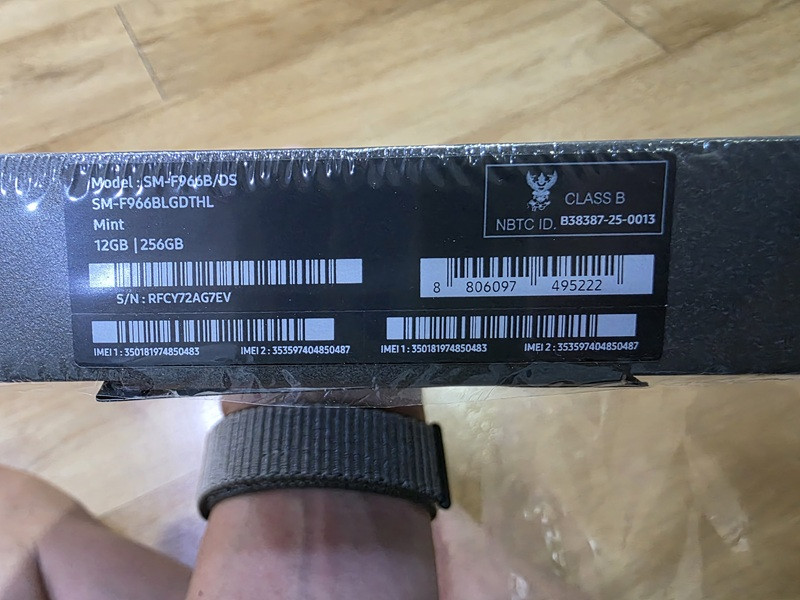 Model : SM-F966B/DS
SM-F966BLGDTHL
Mint
12GB | 256GB
S/N : RFCY72AG7EV
CLASS B
NBTC ID. B38387-25-0013
8 806097 495222
IMEI 1 : 350181974850483 IMEI 2 : 353597404850487
IMEI 1 : 350181974850483 IMEI 2 : 353597404850487